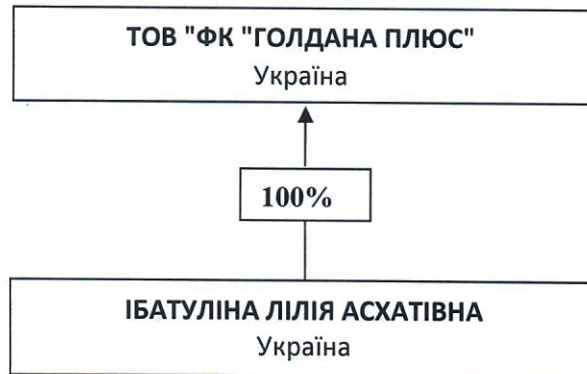 ТОВ "ФК "ГОЛДАНА ПЛЮС"
Україна
100%
ІБАТУЛІНА ЛІЛІЯ АСХАТІВНА
Україна